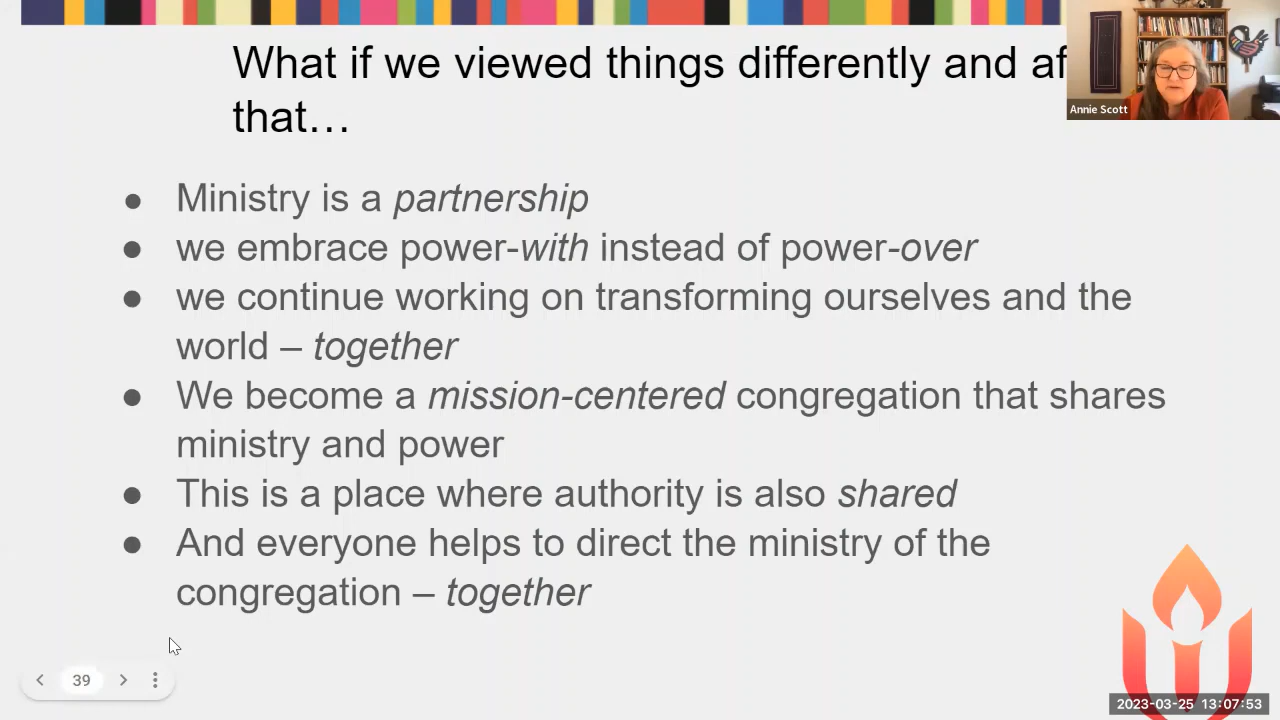 What if we viewed things differently and af
that…
Annie Scott
● Ministry is a partnership
● we embrace power-with instead of power-over
● we continue working on transforming ourselves and the
world – together
● We become a mission-centered congregation that shares
ministry and power
● This is a place where authority is also shared
● And everyone helps to direct the ministry of the
congregation – together
39
2023-03-25 13:07:53